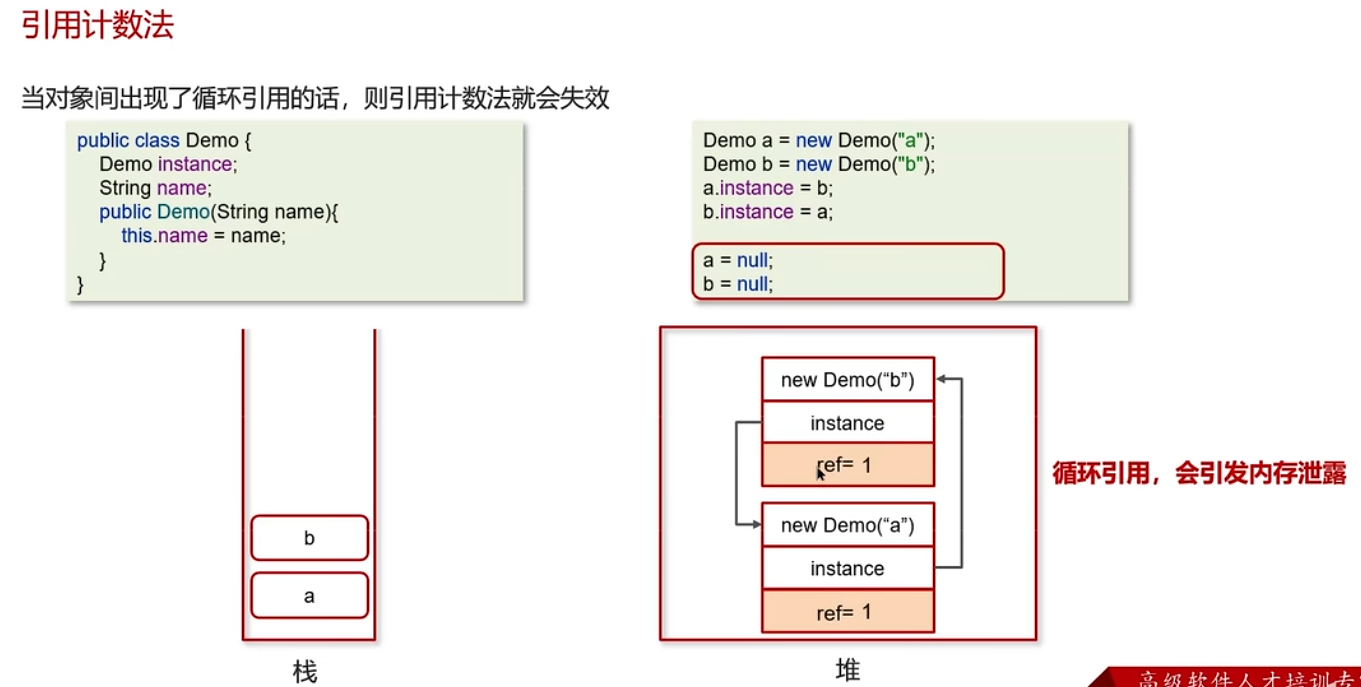 引用计数法
当对象间出现了循环引用的话，则引用计数法就会失效
public class Demo {
Demo instance;
String name;
public Demo(String name){
this.name = name;
}
}
Demo a = new Demo("a");
Demo b = new Demo("b");
a.instance = b;
b.instance = a;
a = null;
b = null;
b
a
栈
new Demo(“b”)
instance
ref= 1
new Demo(“a”)
instance
ref= 1
堆
循环引用，会引发内存泄露
高级软件人才培训专